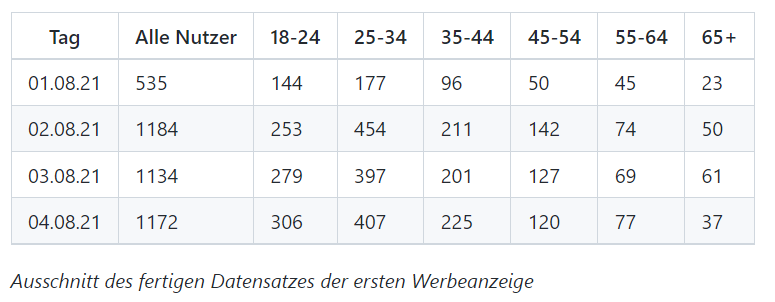 Tag Alle Nutzer 18-24 25-34 35-44 45-54 55-64 65+
01.08.21 535 144 177 96 50 45 23
02.08.21 1184 253 454 211 142 74 50
03.08.21 1134 279 397 201 127 69 61
04.08.21 1172 306 407 225 120 77 37
Ausschnitt des fertigen Datensatzes der ersten Werbeanzeige